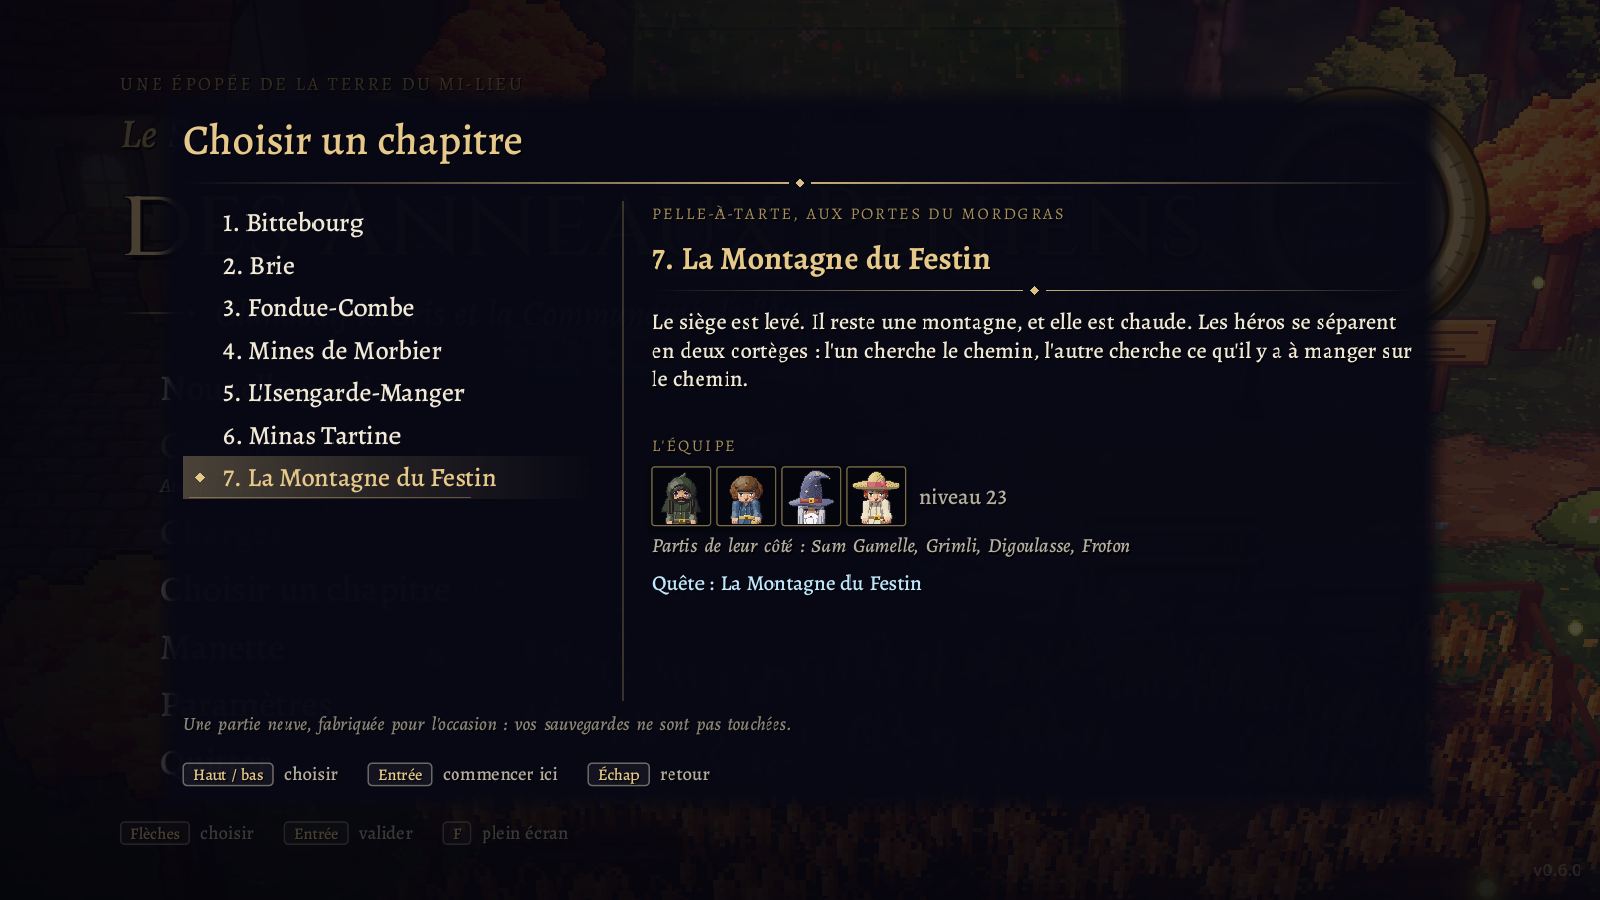 UNE ÉPOPÉE DE LA TERRE DU MI-LIEU
Le
Choisir un chapitre
1. Bittebourg
2. Brie
3. Fondue-Combe
4. Mines de Morbier
5. L'Isengarde-Manger
6. Minas Tartine
7. La Montagne du Festin
PELLE-À-TARTE, AUX PORTES DU MORDGRAS
7. La Montagne du Festin
Le siège est levé. Il reste une montagne, et elle est chaude. Les héros se séparent
en deux cortèges : l'un cherche le chemin, l'autre cherche ce qu'il y a à manger sur
le chemin.
L'ÉQUIPE
niveau 23
Partis de leur côté : Sam Gamelle, Grimli, Digoulasse, Froton
Quête : La Montagne du Festin
Choisir un chapitre
Manette
Paramètres
Une partie neuve, fabriquée pour l'occasion : vos sauvegardes ne sont pas touchées.
Haut / bas choisir Entrée commencer ici Échap retour
Flèches choisir Entrée valider F plein écran
v0.6.0